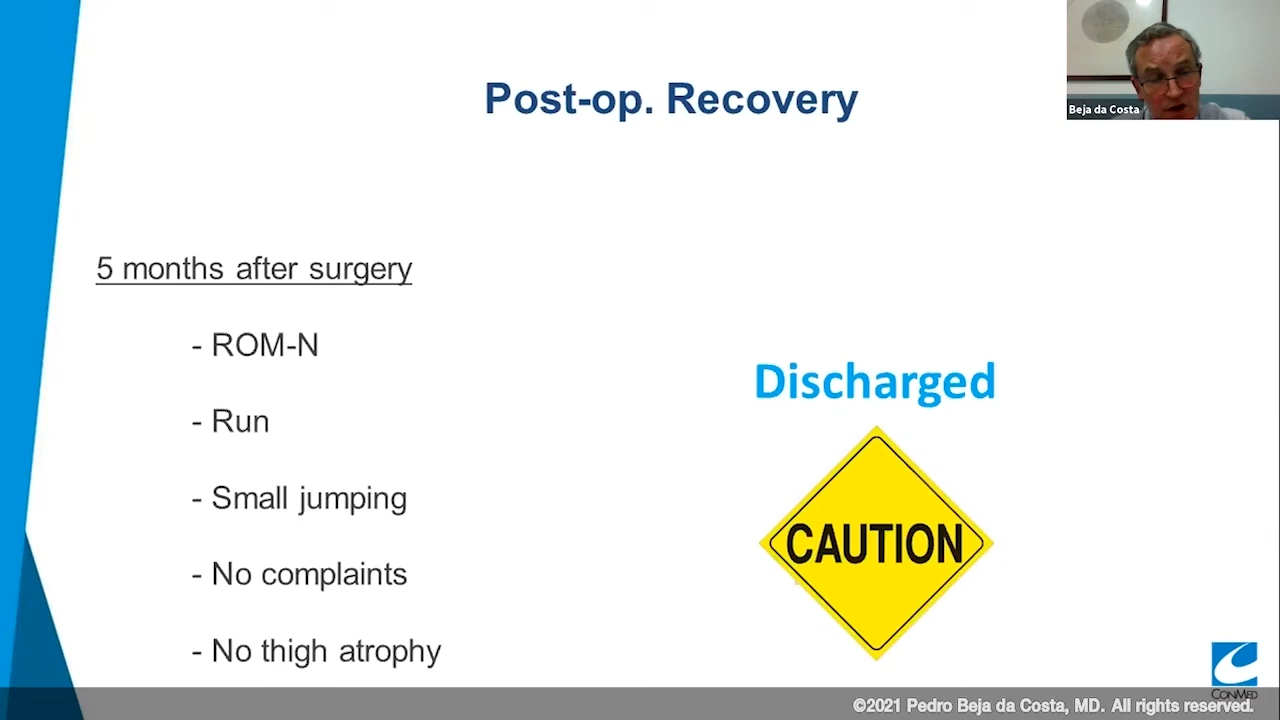 Post-op. Recovery
Beja da Costa
5 months after surgery
- ROM-N
- Run
- Small jumping
- No complaints
- No thigh atrophy
Discharged
CAUTION
CONMED
©2021 Pedro Beja da Costa, MD. All rights reserved.